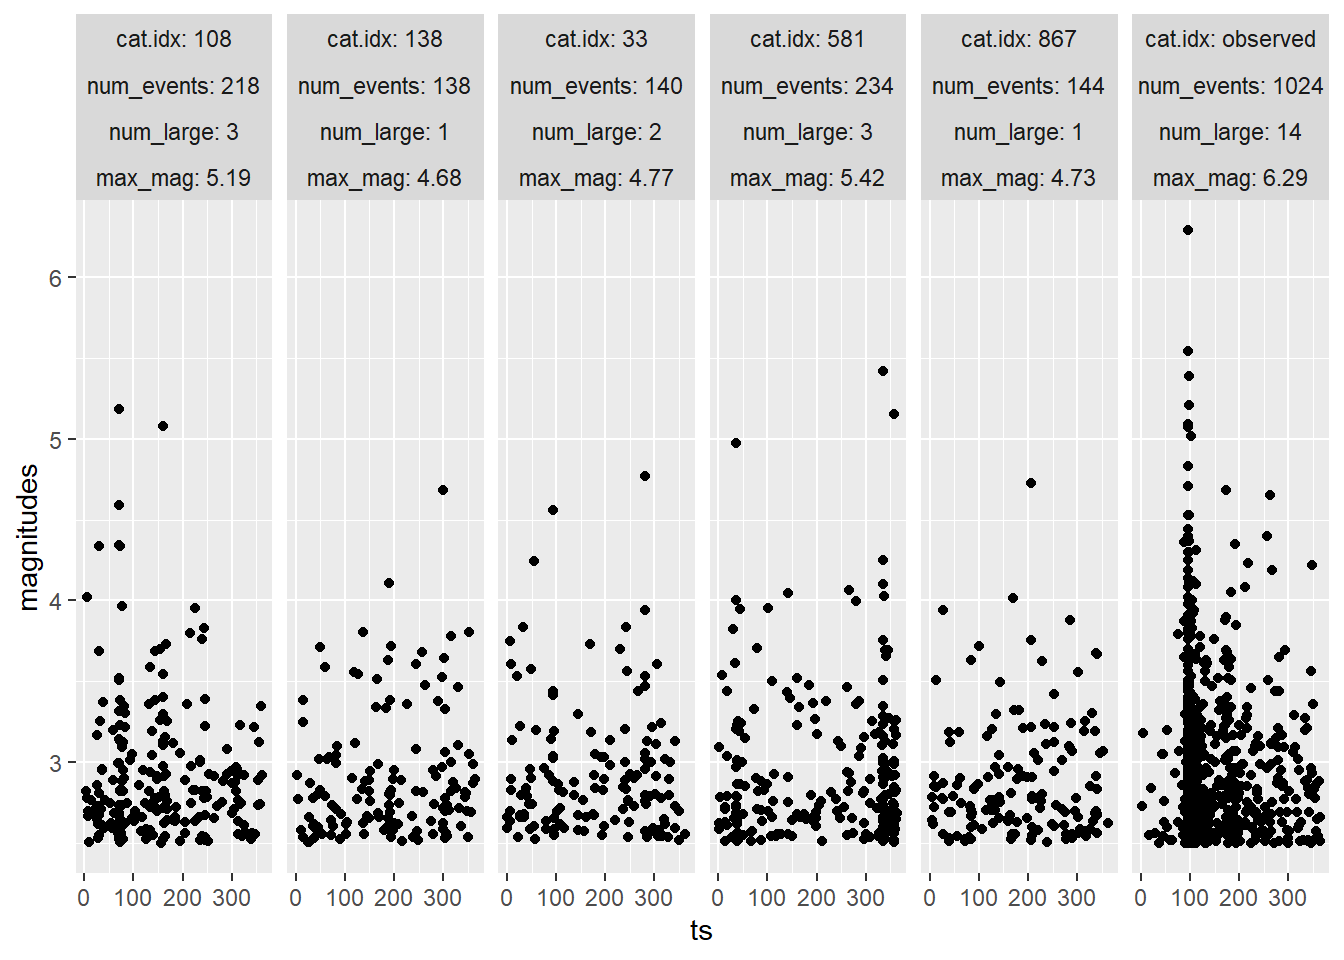 cat.idx: 108
num_events: 218
num_large: 3
max_mag: 5.19
cat.idx: 138
num_events: 138
num_large: 1
max_mag: 4.68
cat.idx: 33
num_events: 140
num_large: 2
max_mag: 4.77
cat.idx: 581
num_events: 234
num_large: 3
max_mag: 5.42
cat.idx: 867
num_events: 144
num_large: 1
max_mag: 4.73
cat.idx: observed
num_events: 1024
num_large: 14
max_mag: 6.29
magnitudes
6
5
4
3
0 100 200 300
0 100 200 300
0 100 200 300
0 100 200 300
0 100 200 300
0 100 200 300
ts